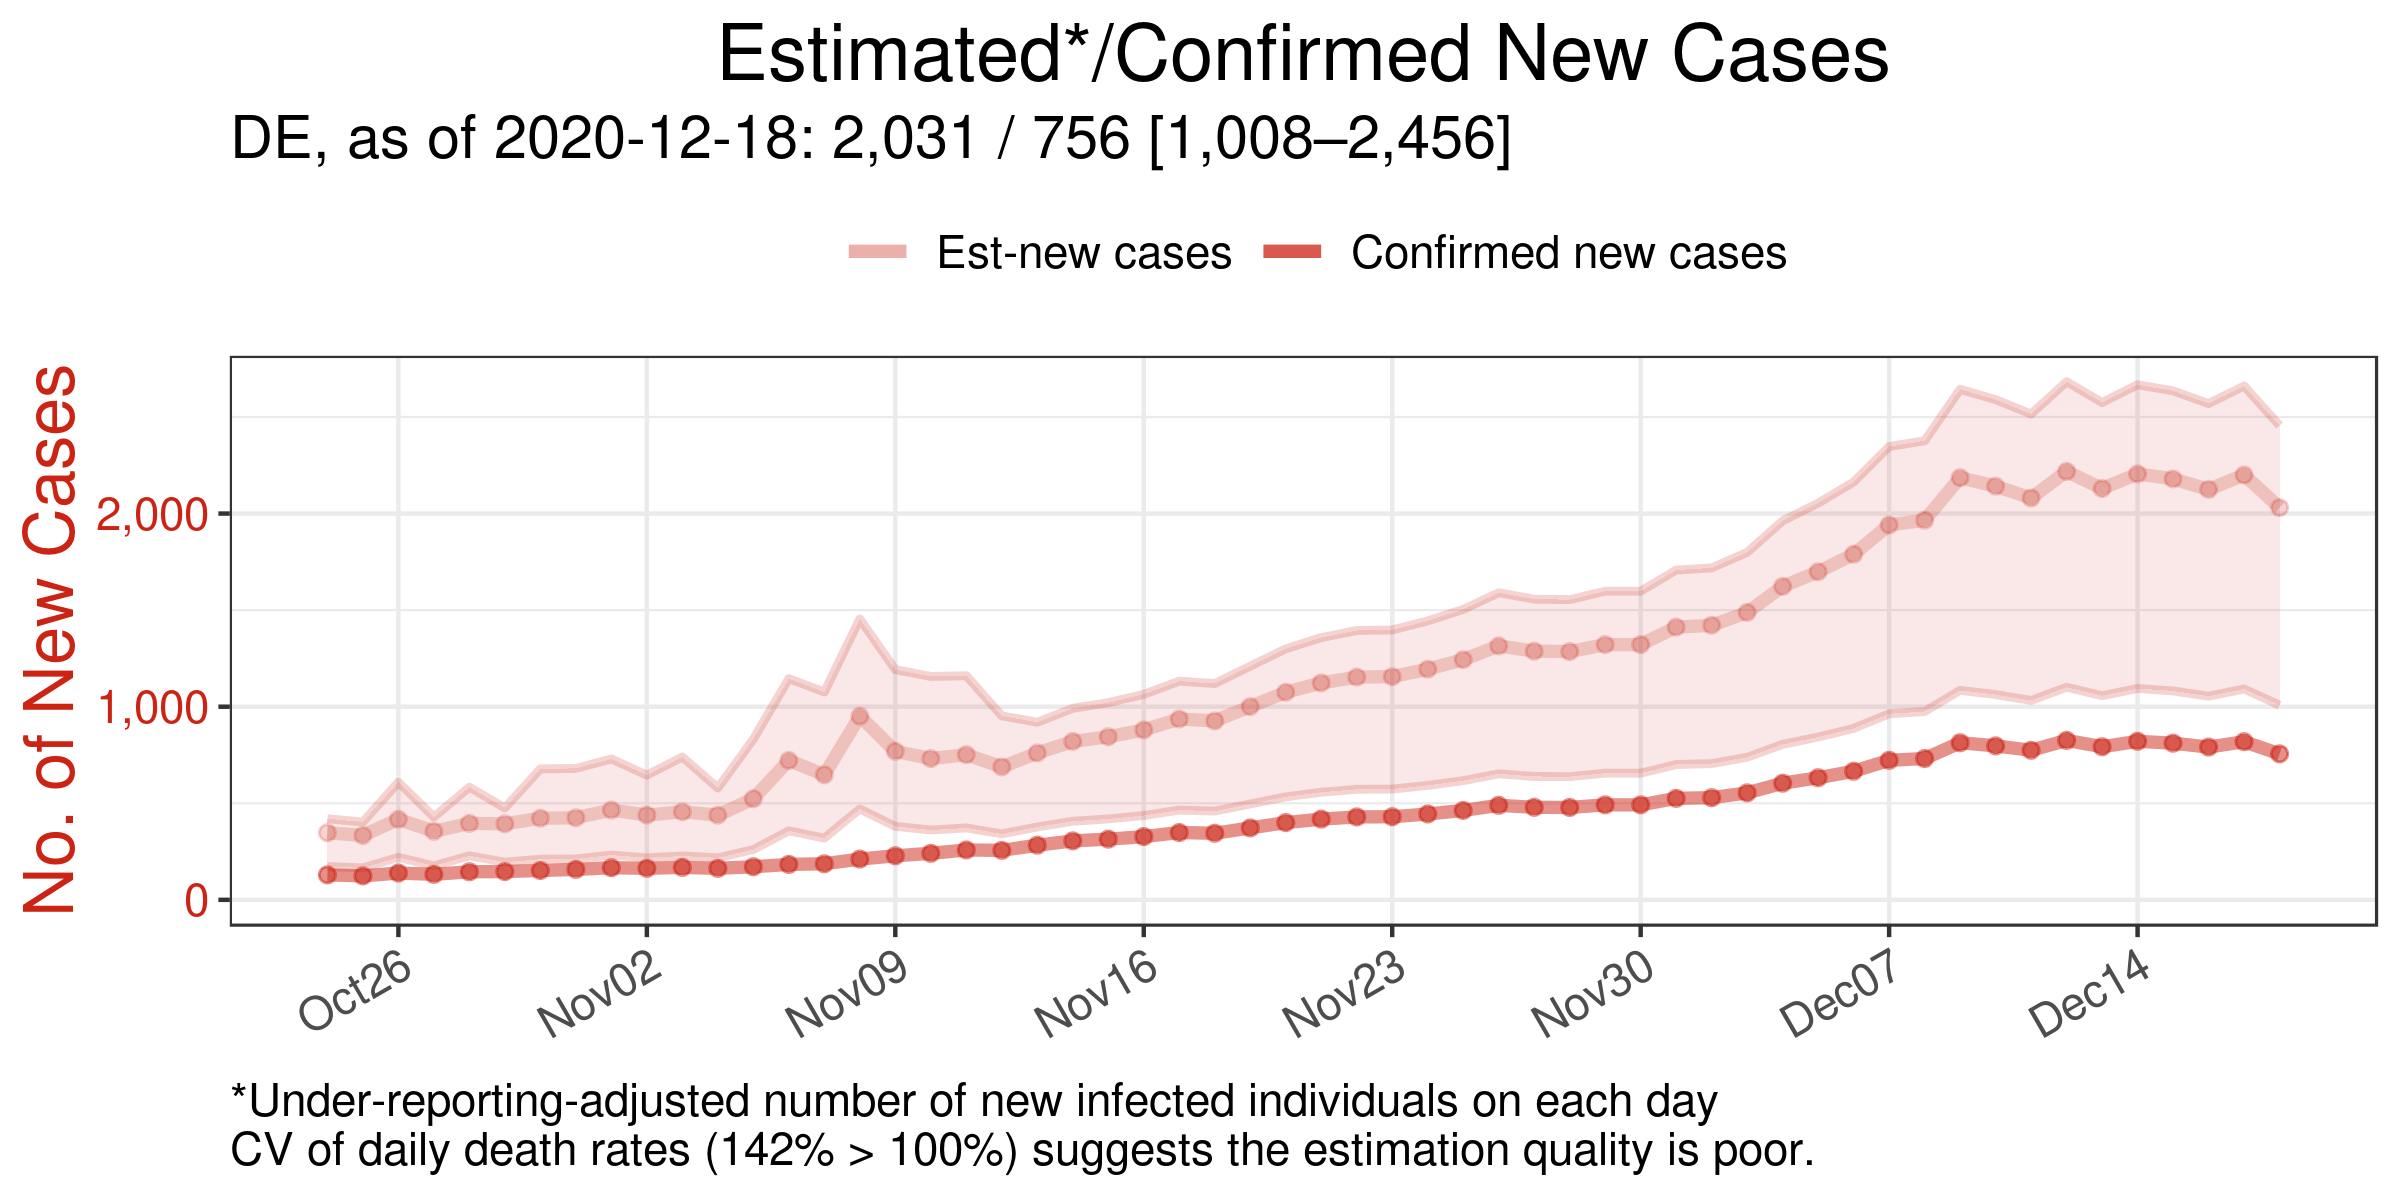 Estimated*/Confirmed New Cases
DE, as of 2020-12-18: 2,031 / 756 [1,008–2,456]
Est-new cases
Confirmed new cases
No. of New Cases
2,000
1,000
0
Oct26
Nov02
Nov09
Nov16
Nov23
Nov30
Dec07
Dec14
*Under-reporting-adjusted number of new infected individuals on each day
CV of daily death rates (142% > 100%) suggests the estimation quality is poor.